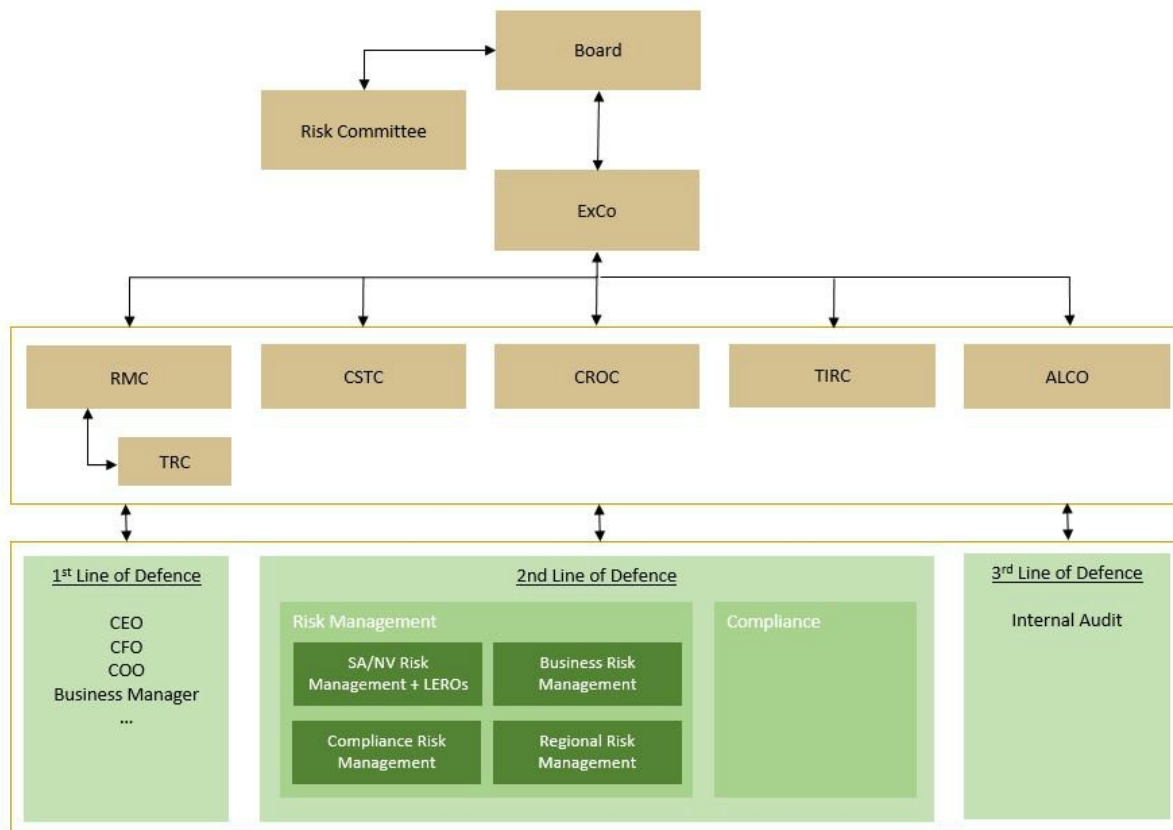 Board
Risk Committee
ExCo
RMC
CSTC
CROC
TIRC
ALCO
TRC
1st Line of Defence
CEO
CFO
COO
Business Manager
...
2nd Line of Defence
Risk Management
SA/NV Risk
Management + LEROs
Business Risk
Management
Compliance Risk
Management
Regional Risk
Management
Compliance
3rd Line of Defence
Internal Audit